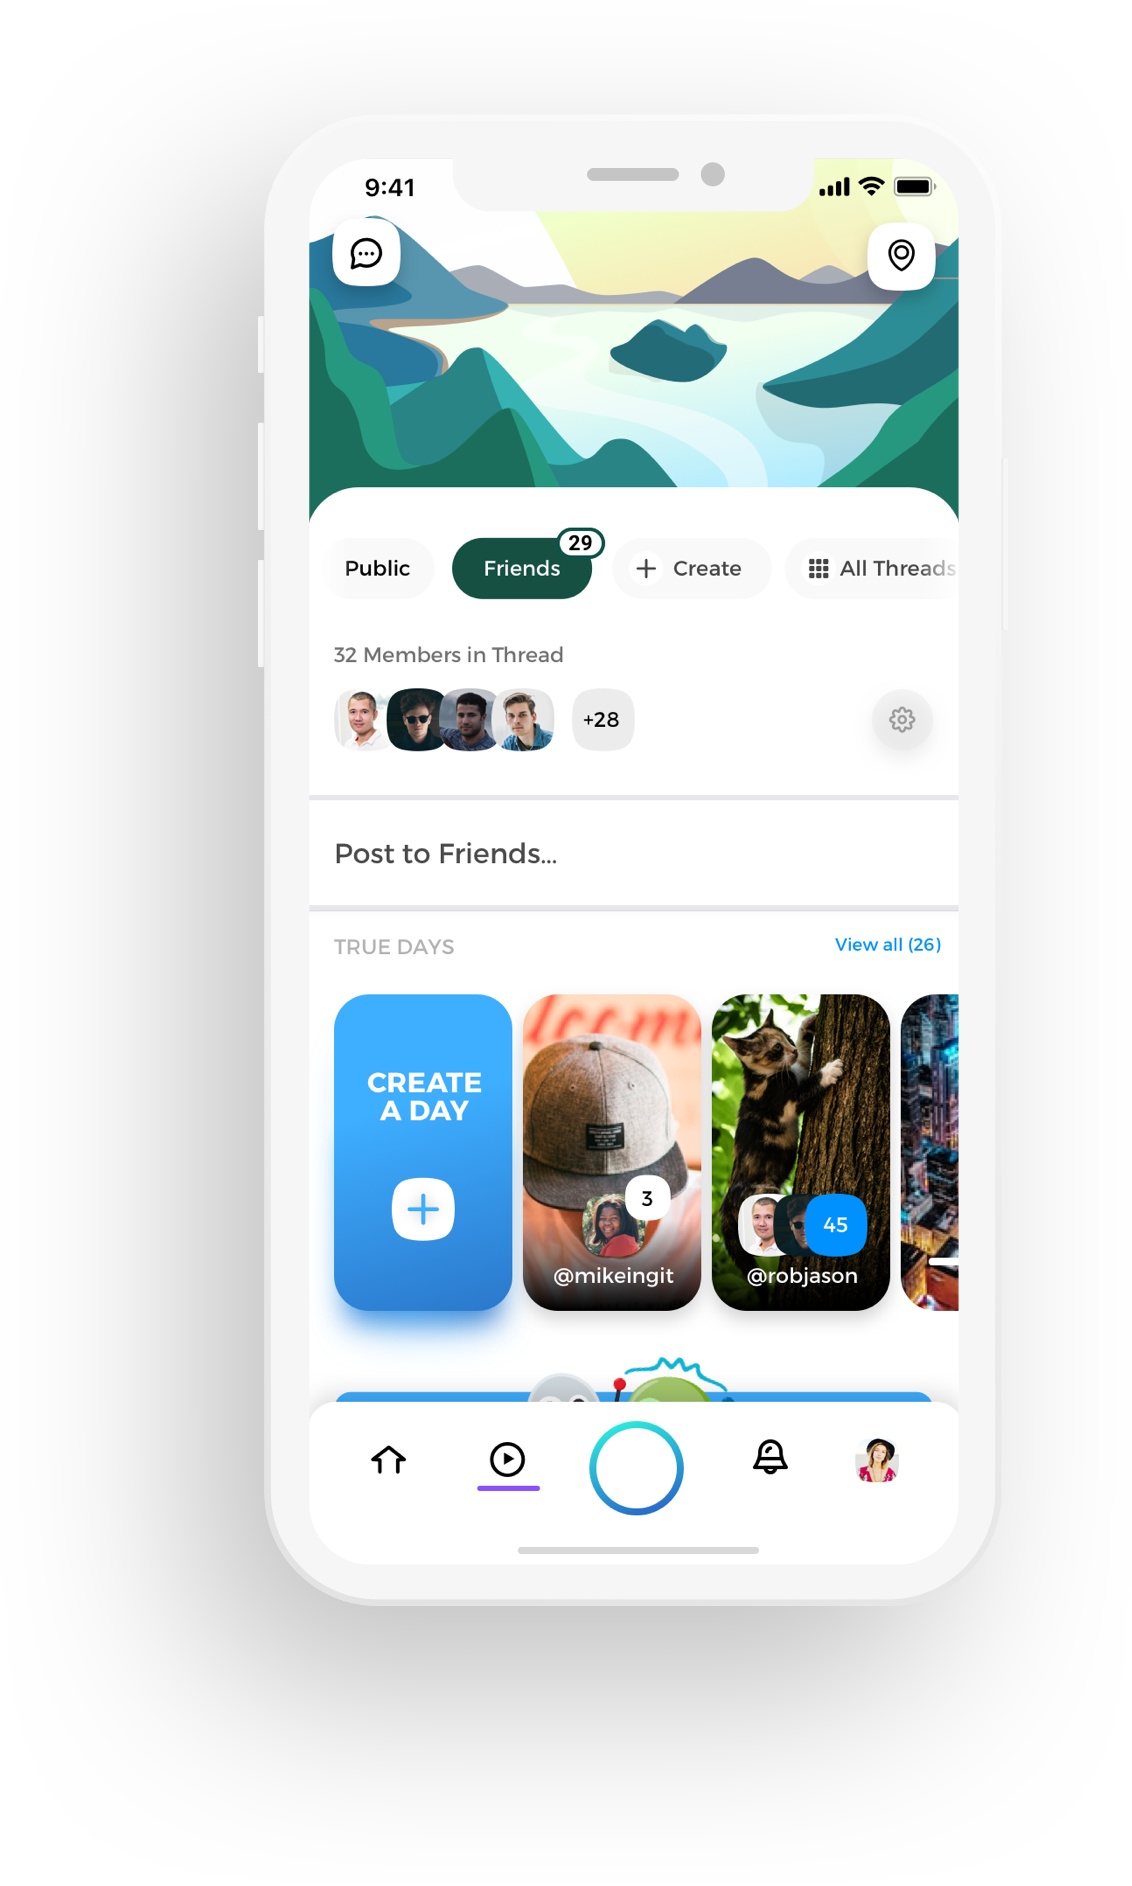 9:41
Public
Friends
29
Create
All Threads
32 Members in Thread
+28
Post to Friends...
TRUE DAYS
View all (26)
CREATE
A DAY
3
@mikeingit
45
@robjason